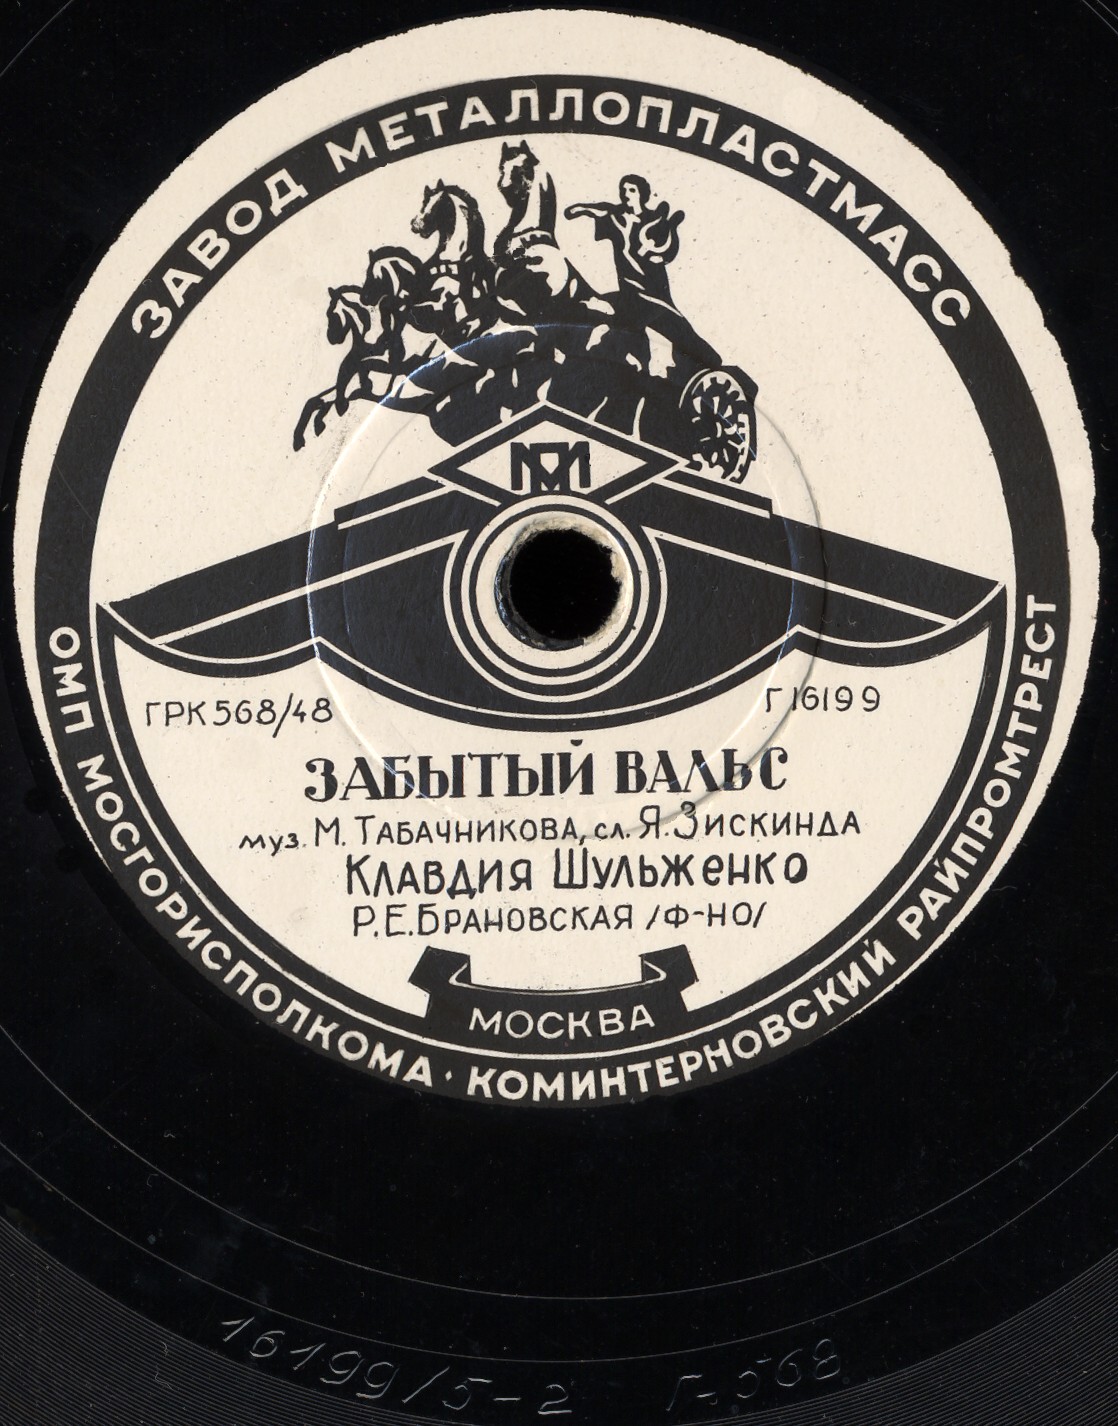 ЗАВОД МЕТАЛЛОПЛАСТМАСС
ГРК 568/48
Г 16199
ЗАБЫТЫЙ ВАЛЬС
муз. М. ТАБАЧНИКОВА, сл. Я. ЗИСКИНДА
КЛАВДИЯ ШУЛЬЖЕНКО
Р. Е. БРАНОВСКАЯ /Ф-НО/
МОСКВА
ОМП МОСГОРИСПОЛКОМА · КОМИНТЕРНОВСКИЙ РАЙПРОМТРЕСТ
16199/5-2 Г-568